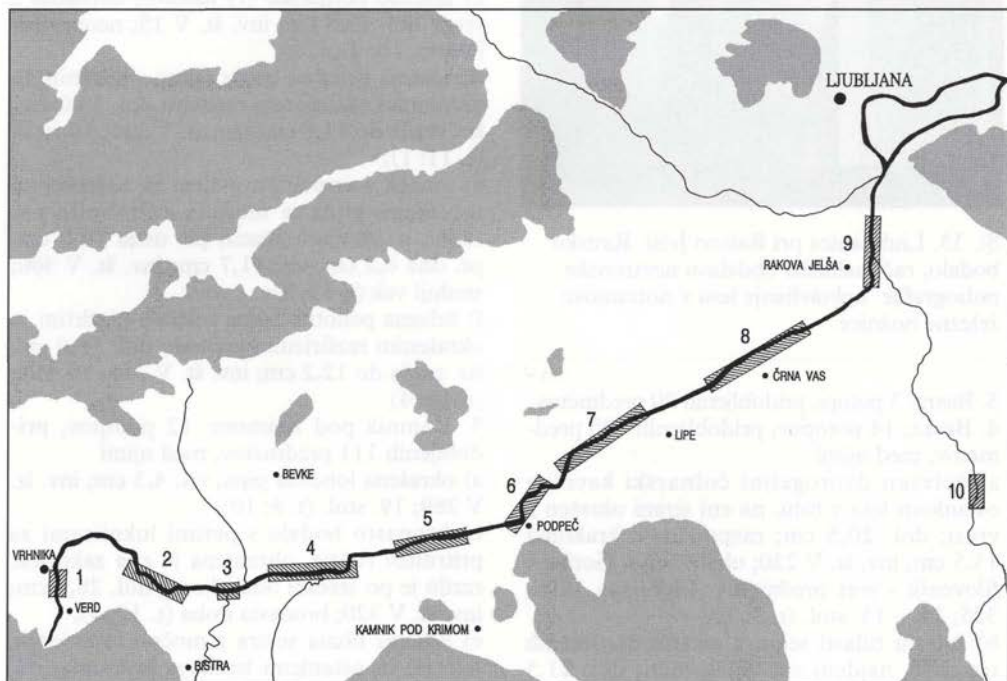 LJUBLJANA
9
RAKOVA JELŠA
8
ČRNA VAS
7
LIPE
10
BEVKE
6
5
PODPEČ
VRHNIKA
1
2
3
4
VERD
KAMNIK POD KRIMOM
BISTRA